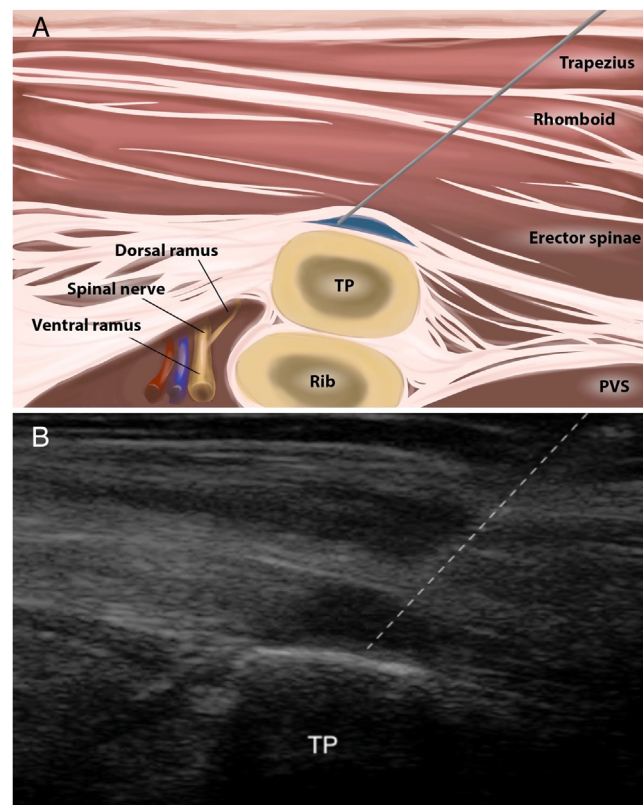 A
Trapezius
Rhomboid
Erector spinae
Dorsal ramus
TP
Spinal nerve
Ventral ramus
Rib
PVS
B
TP